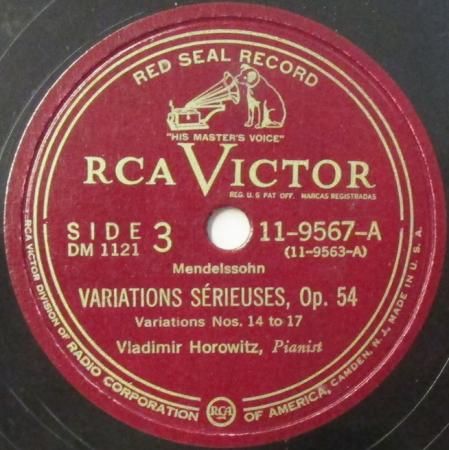 RED SEAL RECORD
"HIS MASTER'S VOICE"
RCA VICTOR
REG. U.S. PAT. OFF. MARCAS REGISTRADAS
SIDE 3
DM 1121
11-9567-A
(11-9563-A)
Mendelssohn
VARIATIONS SÉRIEUSES, Op. 54
Variations Nos. 14 to 17
Vladimir Horowitz, Pianist
RCA VICTOR DIVISION OF RADIO CORPORATION OF AMERICA, CAMDEN, N. J., MADE IN U. S. A.
RCA